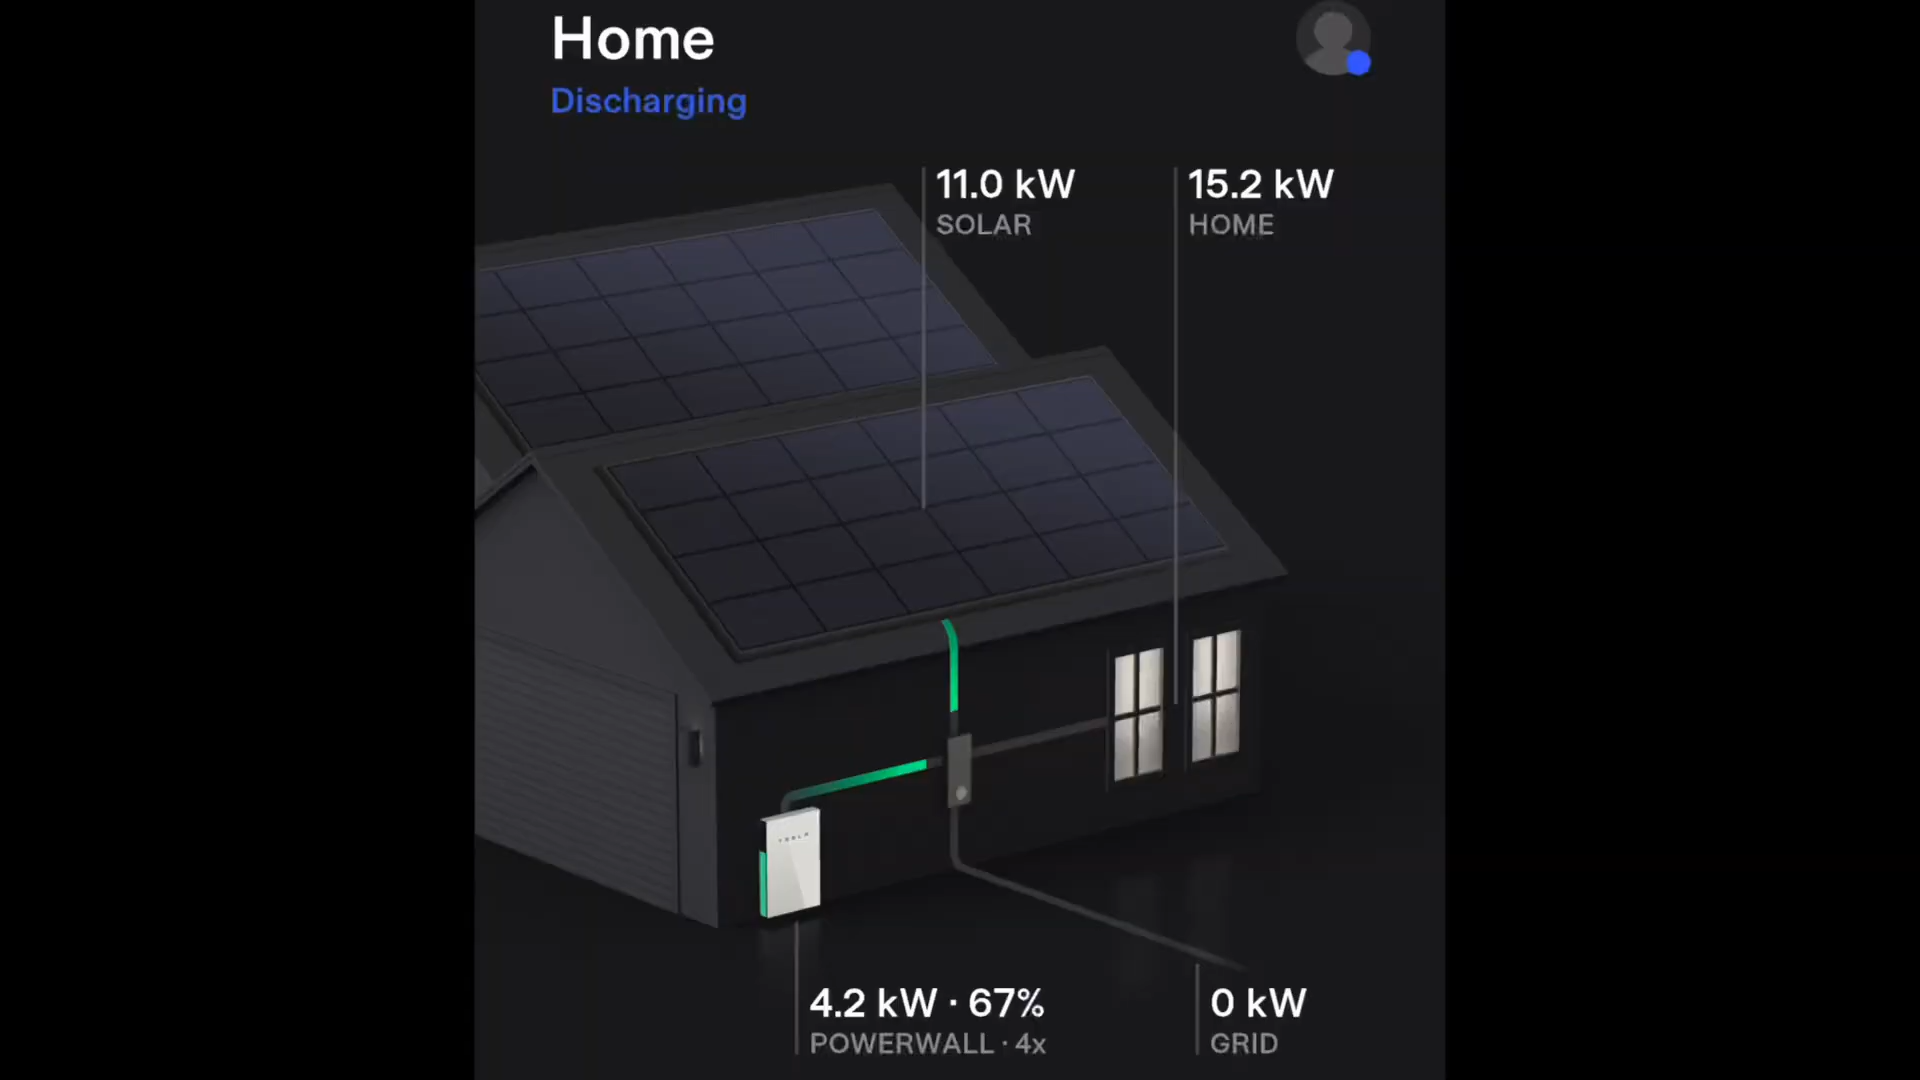 Home
Discharging
11.0 kW
SOLAR
15.2 kW
HOME
TESLA
4.2 kW · 67%
POWERWALL · 4x
0 kW
GRID